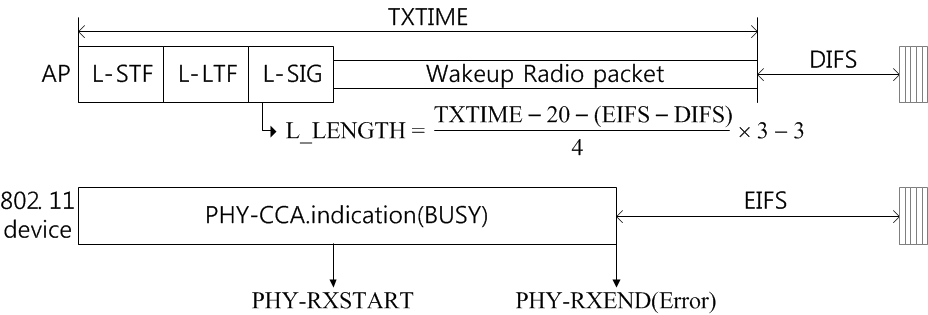 TXTIME
AP L-STF L-LTF L-SIG Wakeup Radio packet DIFS
L_LENGTH = (TXTIME − 20 − (EIFS − DIFS)) / 4 × 3 − 3
802.11 device PHY-CCA.indication(BUSY) EIFS
PHY-RXSTART PHY-RXEND(Error)